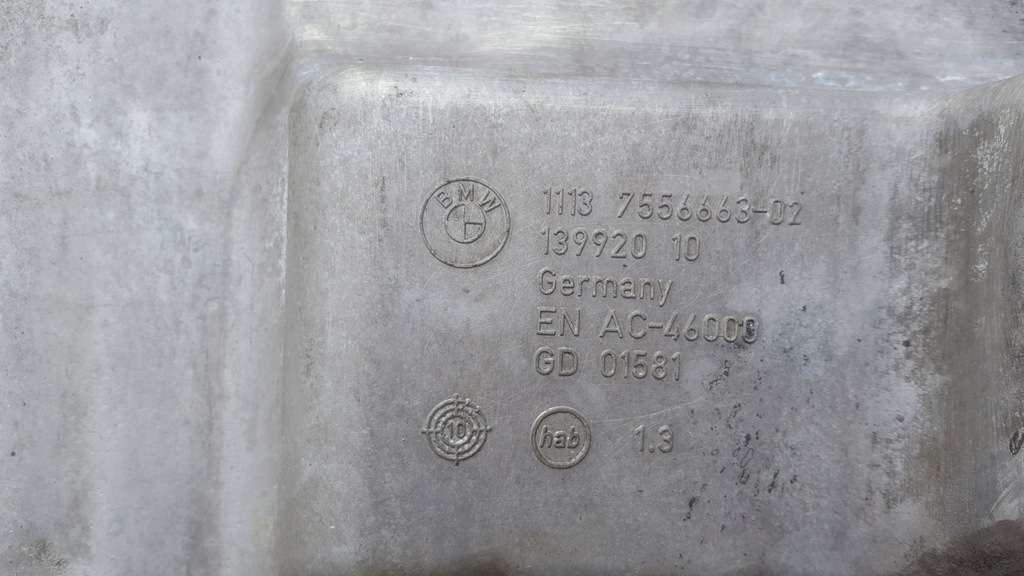 BMW
1113 7556663-02
139920 10
Germany
EN AC-46000
GD 01581
10
hab
1.3